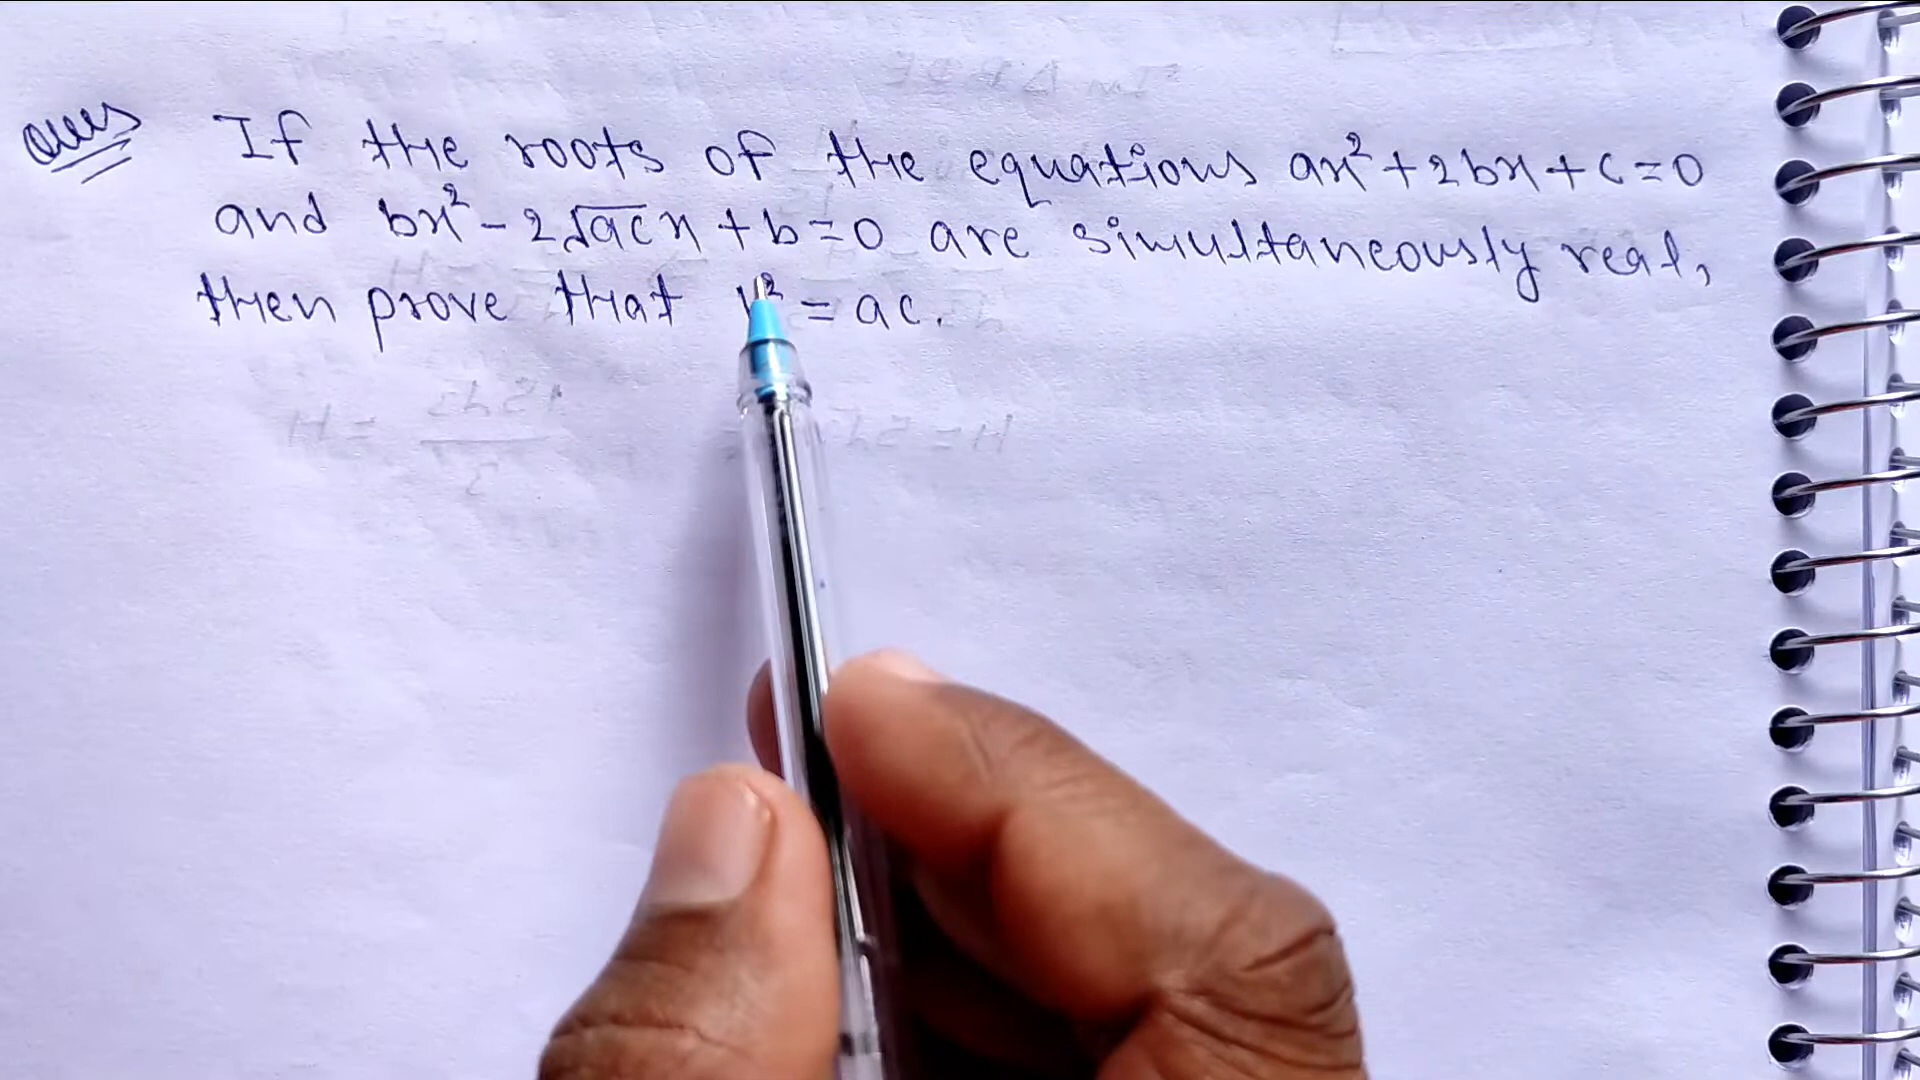 Ques If the roots of the equations ax²+2bx+c=0
and bx²-2√acx+b=0 are simultaneously real,
then prove that b²=ac.